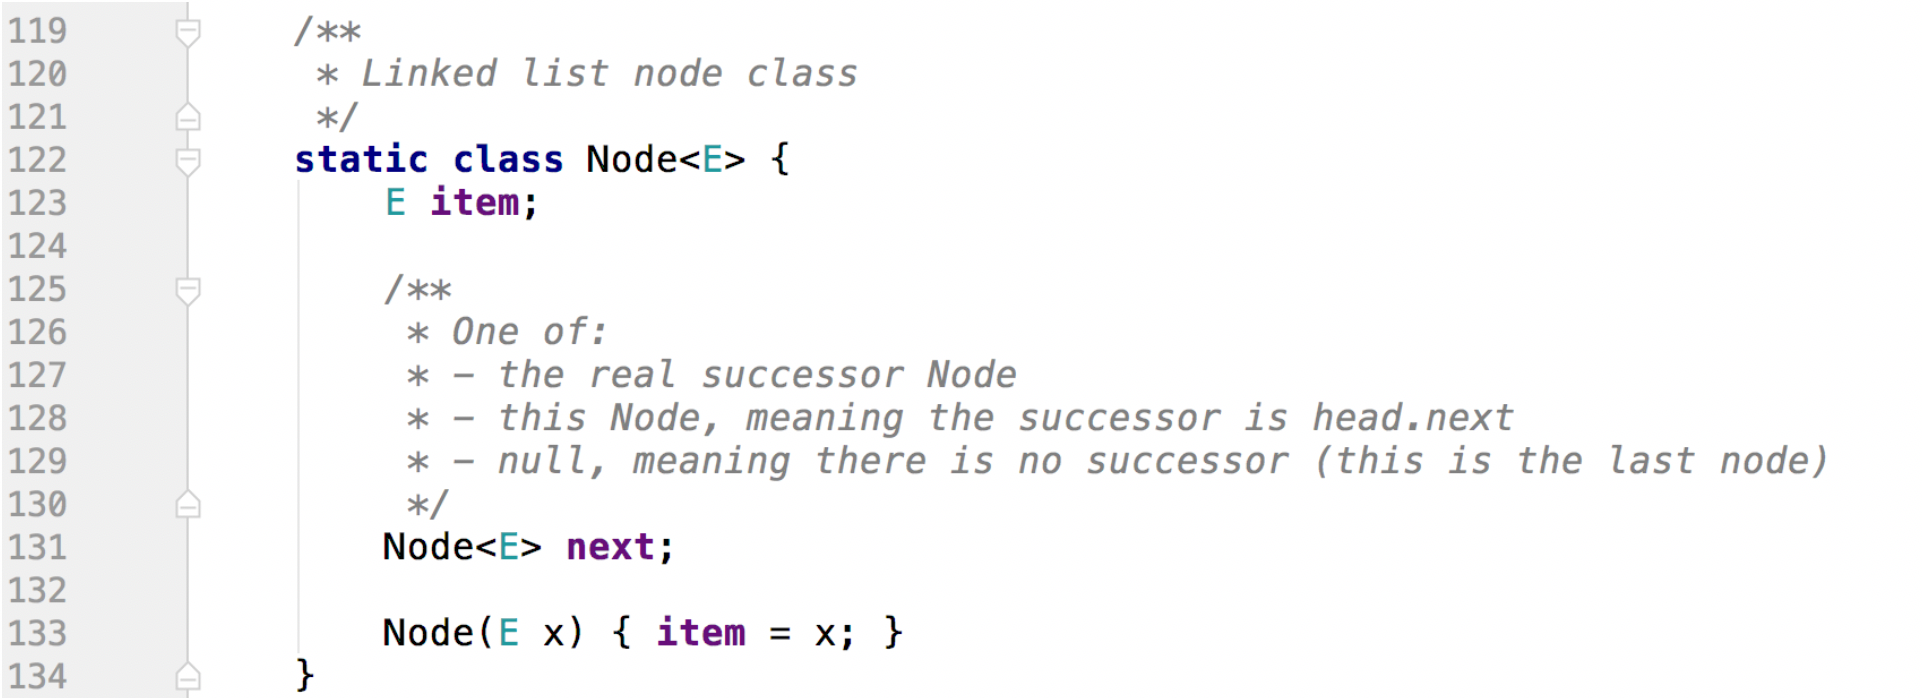 119 /**
120  * Linked list node class
121  */
122 static class Node<E> {
123     E item;
124
125     /**
126      * One of:
127      * - the real successor Node
128      * - this Node, meaning the successor is head.next
129      * - null, meaning there is no successor (this is the last node)
130      */
131     Node<E> next;
132
133     Node(E x) { item = x; }
134 }